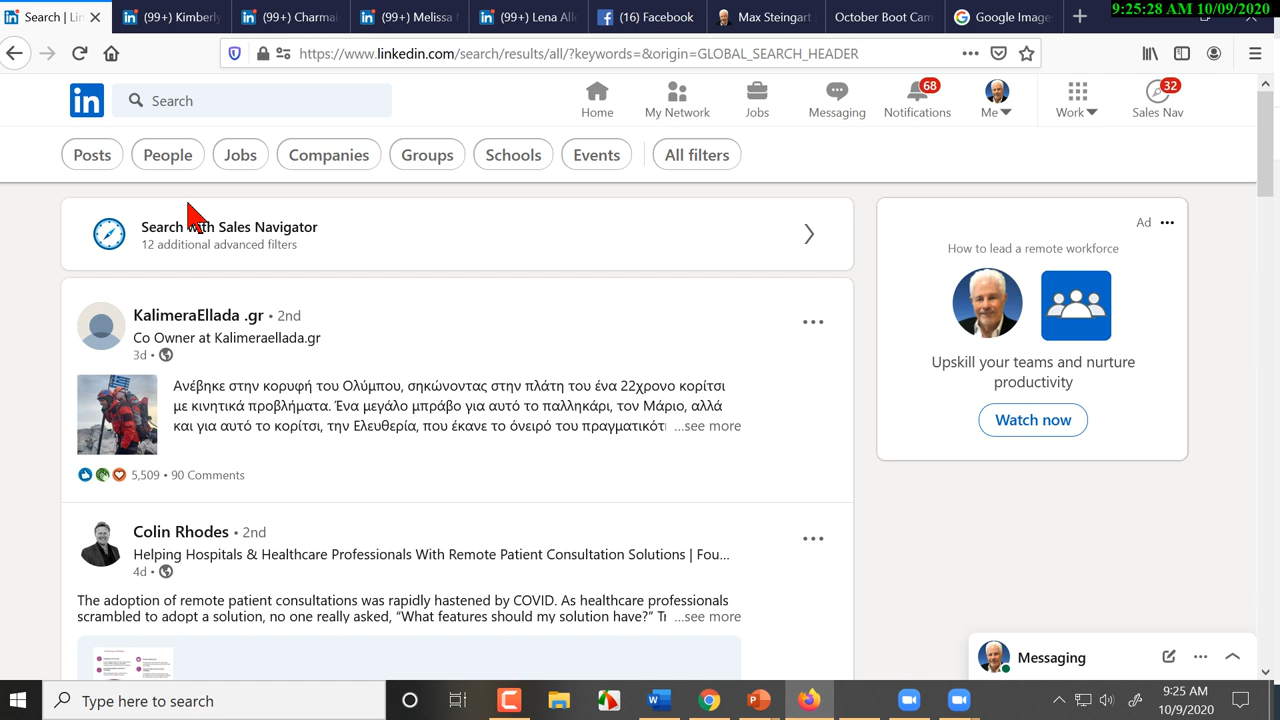 9:25:28 AM 10/09/2020
Search | Lin
(99+) Kimberly
(99+) Charmai
(99+) Melissa
(99+) Lena Alle
(16) Facebook
Max Steingart
October Boot Cam
Google Image
https://www.linkedin.com/search/results/all/?keywords=&origin=GLOBAL_SEARCH_HEADER
in
Search
Home
My Network
Jobs
Messaging
68
Notifications
Me
Work
32
Sales Nav
Posts
People
Jobs
Companies
Groups
Schools
Events
All filters
Search with Sales Navigator
12 additional advanced filters
KalimeraEllada .gr • 2nd
Co Owner at Kalimeraellada.gr
3d •
Ανέβηκε στην κορυφή του Ολύμπου, σηκώνοντας στην πλάτη του ένα 22χρονο κορίτσι
με κινητικά προβλήματα. Ένα μεγάλο μπράβο για αυτό το παλληκάρι, τον Μάριο, αλλά
και για αυτό το κορίτσι, την Ελευθερία, που έκανε το όνειρό του πραγματικότ ...see more
5,509 • 90 Comments
Colin Rhodes • 2nd
Helping Hospitals & Healthcare Professionals With Remote Patient Consultation Solutions | Fou...
4d •
The adoption of remote patient consultations was rapidly hastened by COVID. As healthcare professionals
scrambled to adopt a solution, no one really asked, “What features should my solution have?” Tr ...see more
Ad
How to lead a remote workforce
Upskill your teams and nurture
productivity
Watch now
Messaging
Type here to search
9:25 AM
10/9/2020